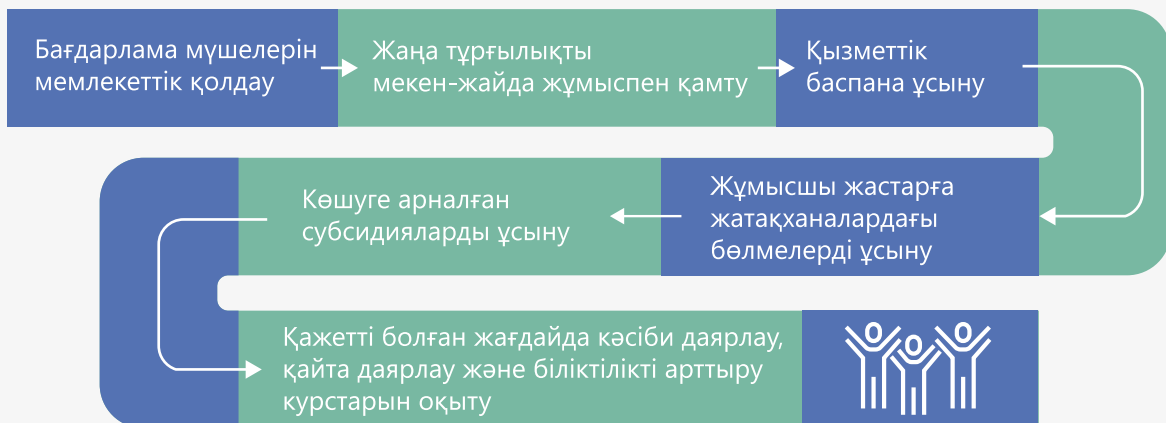 Бағдарлама мүшелерін
мемлекеттік қолдау
Жаңа тұрғылықты
мекен-жайда жұмыспен қамту
Қызметтік
баспана ұсыну
Жұмысшы жастарға
жатақханалардағы
бөлмелерді ұсыну
Көшуге арналған
субсидияларды ұсыну
Қажетті болған жағдайда кәсіби даярлау,
қайта даярлау және біліктілікті арттыру
курстарын оқыту